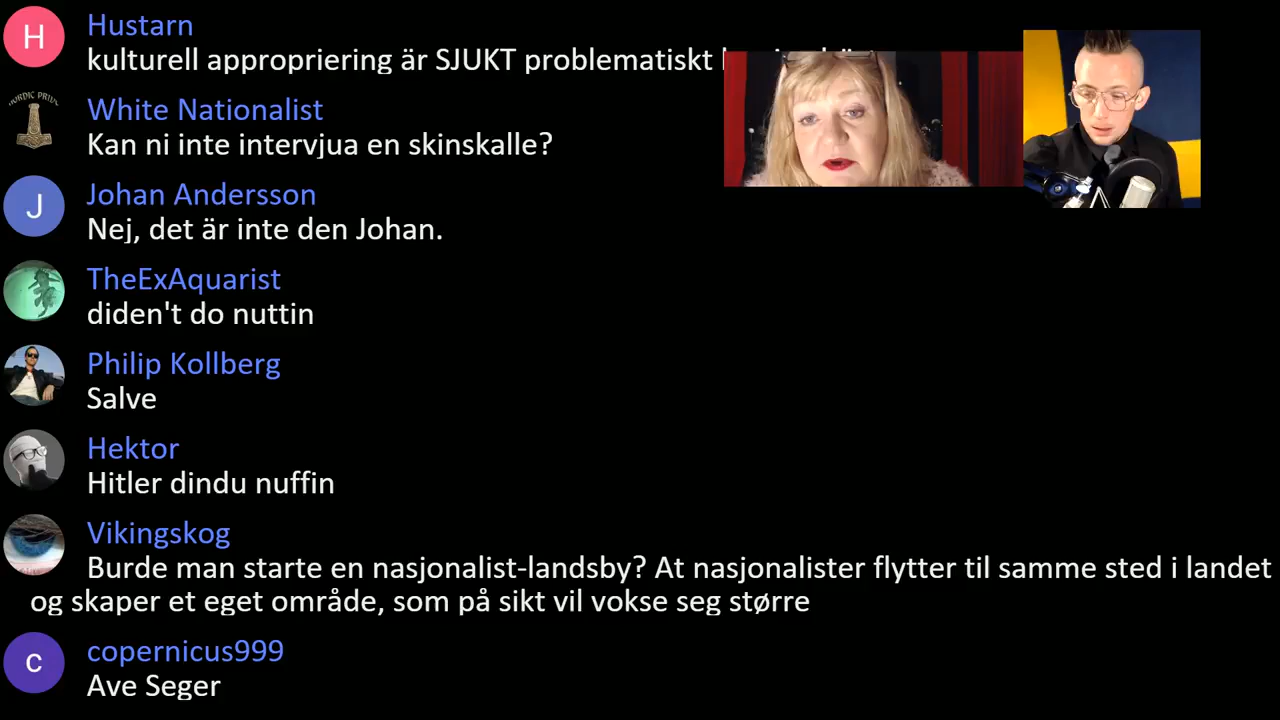 H
Hustarn
kulturell appropriering är SJUKT problematiskt
NORDIC PRIDE
White Nationalist
Kan ni inte intervjua en skinskalle?
J
Johan Andersson
Nej, det är inte den Johan.
TheExAquarist
diden't do nuttin
Philip Kollberg
Salve
Hektor
Hitler dindu nuffin
Vikingskog
Burde man starte en nasjonalist-landsby? At nasjonalister flytter til samme sted i landet
og skaper et eget område, som på sikt vil vokse seg større
c
copernicus999
Ave Seger